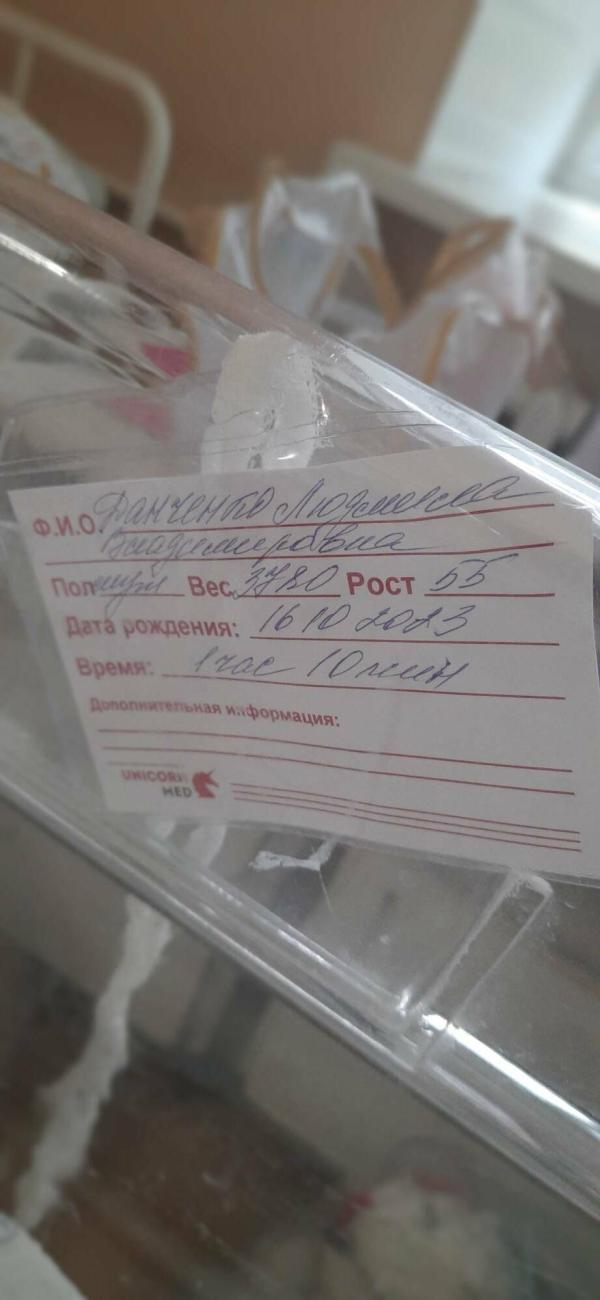 Ф.И.О. Данченко Людмила
Владимировна
Пол муж Вес 3780 Рост 55
Дата рождения: 16 10 2023
Время: 1 час 10 мин
Дополнительная информация:
UNICORN
MED